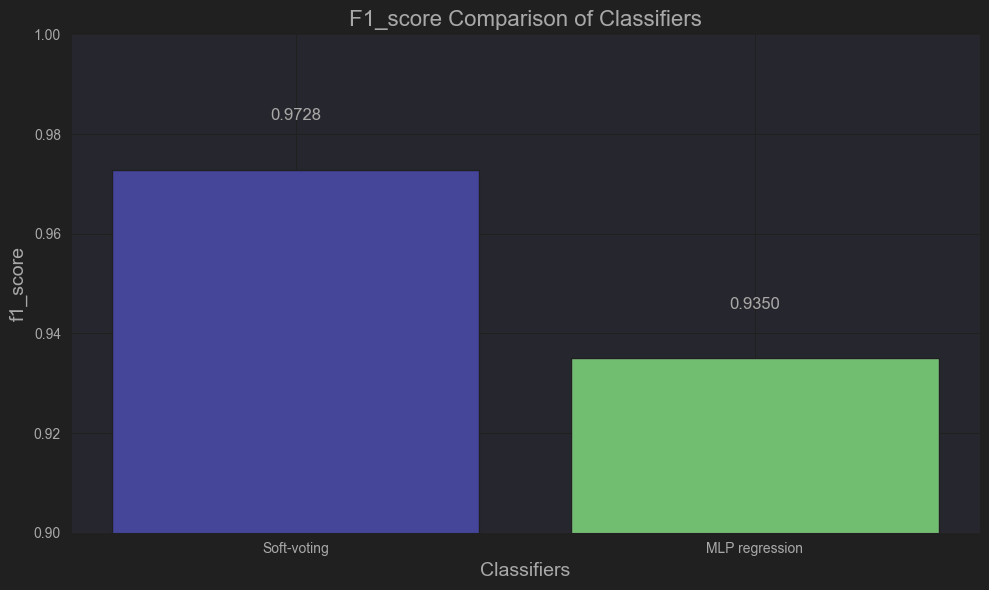 F1_score Comparison of Classifiers
1.00
0.98
0.96
0.94
0.92
0.90
f1_score
0.9728
0.9350
Soft-voting
MLP regression
Classifiers